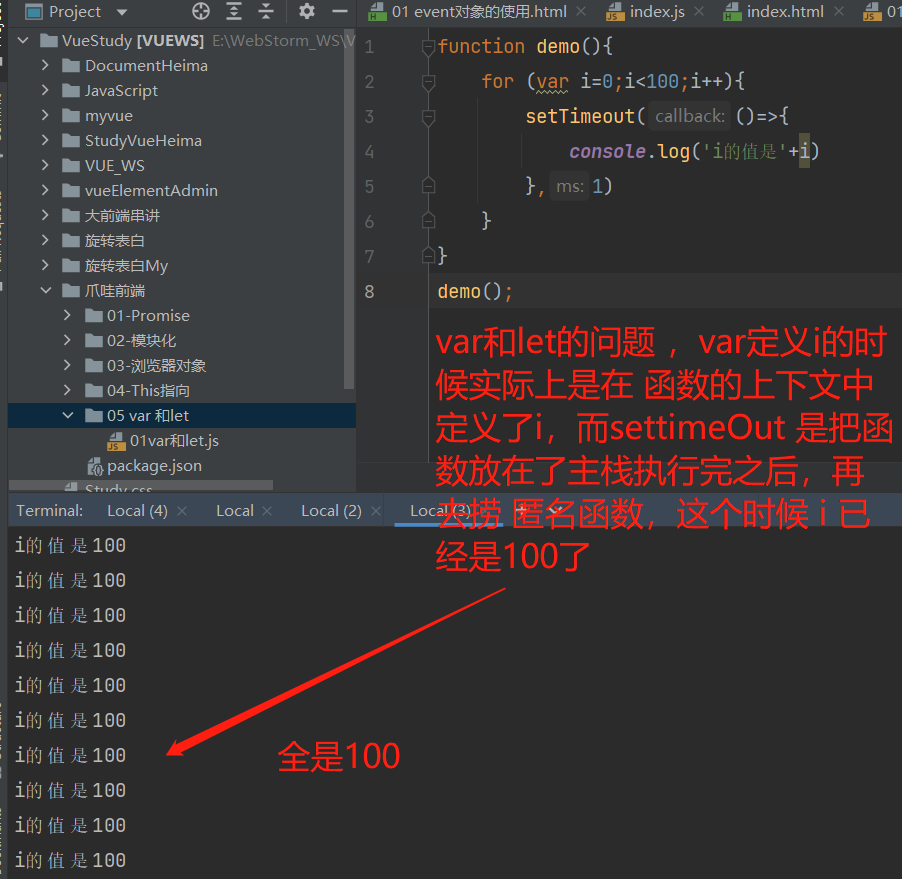 Project
01 event对象的使用.html
index.js
index.html
01
VueStudy [VUEWS] E:\WebStorm_WS\V
DocumentHeima
JavaScript
myvue
StudyVueHeima
VUE_WS
vueElementAdmin
大前端串讲
旋转表白
旋转表白My
爪哇前端
01-Promise
02-模块化
03-浏览器对象
04-This指向
05 var 和let
01var和let.js
package.json
Study.css
1 function demo(){
2 for (var i=0;i<100;i++){
3 setTimeout( callback: ()=>{
4 console.log('i的值是'+i)
5 }, ms: 1)
6 }
7 }
8 demo();
var和let的问题 ，var定义i的时
候实际上是在 函数的上下文中
定义了i，而settimeOut 是把函
数放在了主栈执行完之后，再
去捞 匿名函数，这个时候 i 已
经是100了
Terminal: Local (4) Local Local (2) Local (3)
i的值是100
i的值是100
i的值是100
i的值是100
i的值是100
i的值是100
i的值是100
全是100
i的值是100
i的值是100
i的值是100